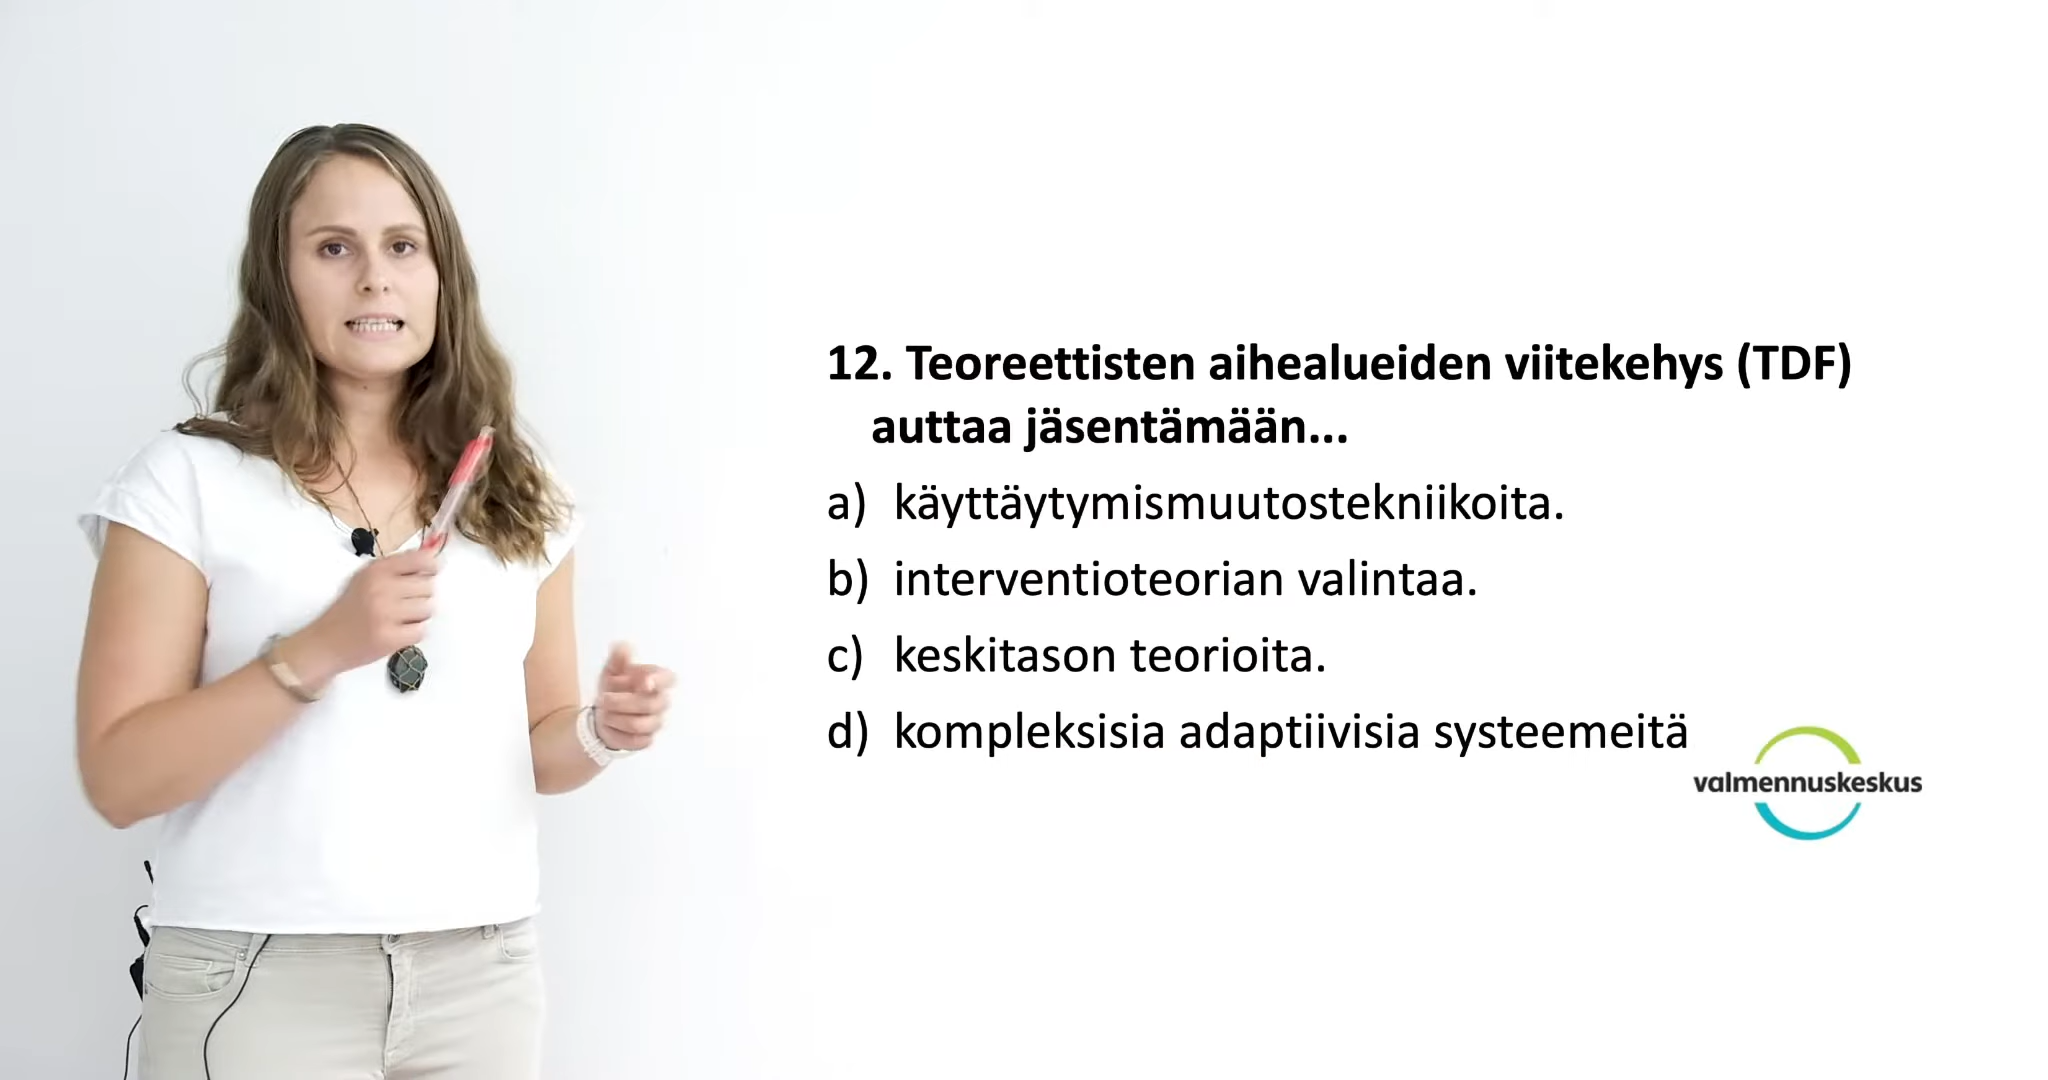 12. Teoreettisten aihealueiden viitekehys (TDF)
auttaa jäsentämään...
a) käyttäytymismuutostekniikoita.
b) interventioteorian valintaa.
c) keskitason teorioita.
d) kompleksisia adaptiivisia systeemeitä
valmennuskeskus